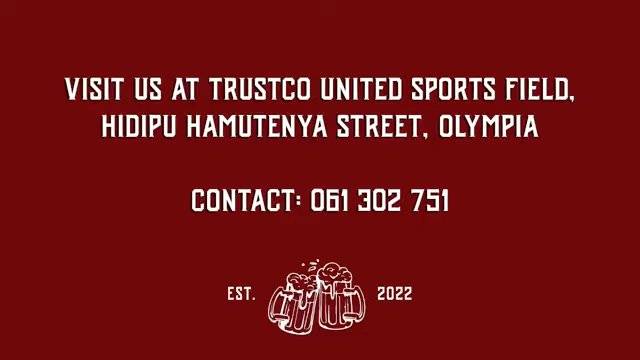 VISIT US AT TRUSTCO UNITED SPORTS FIELD,
HIDIPU HAMUTENYA STREET, OLYMPIA
CONTACT: 061 302 751
EST. 2022